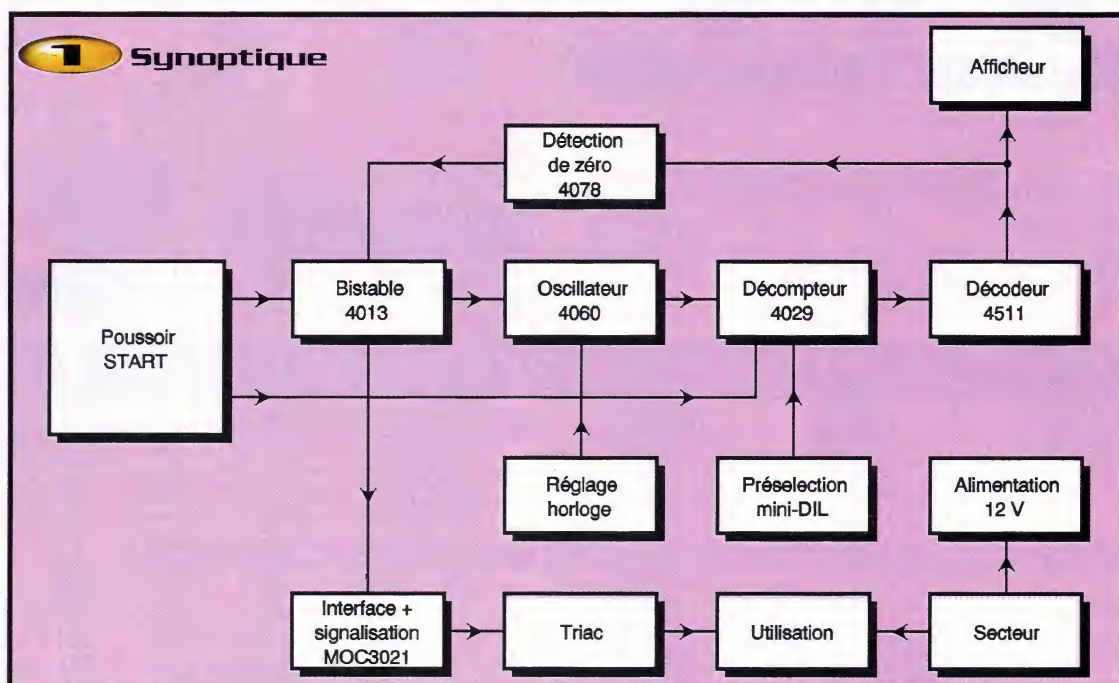 1 Synoptique
Afficheur
Détection
de zéro
4078
Poussoir
START
Bistable
4013
Oscillateur
4060
Décompteur
4029
Décodeur
4511
Réglage
horloge
Préselection
mini-DIL
Alimentation
12 V
Interface +
signalisation
MOC3021
Triac
Utilisation
Secteur